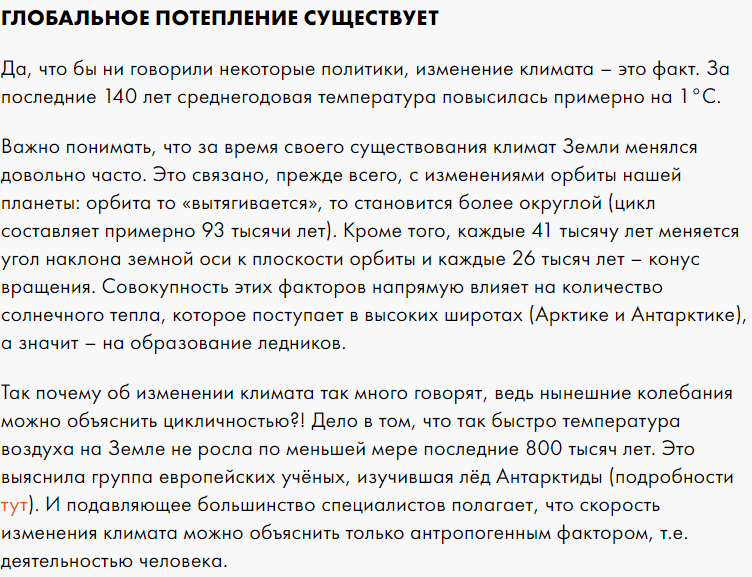 ГЛОБАЛЬНОЕ ПОТЕПЛЕНИЕ СУЩЕСТВУЕТ
Да, что бы ни говорили некоторые политики, изменение климата – это факт. За
последние 140 лет среднегодовая температура повысилась примерно на 1°С.
Важно понимать, что за время своего существования климат Земли менялся
довольно часто. Это связано, прежде всего, с изменениями орбиты нашей
планеты: орбита то «вытягивается», то становится более округлой (цикл
составляет примерно 93 тысячи лет). Кроме того, каждые 41 тысячу лет меняется
угол наклона земной оси к плоскости орбиты и каждые 26 тысяч лет – конус
вращения. Совокупность этих факторов напрямую влияет на количество
солнечного тепла, которое поступает в высоких широтах (Арктике и Антарктике),
а значит – на образование ледников.
Так почему об изменении климата так много говорят, ведь нынешние колебания
можно объяснить цикличностью?! Дело в том, что так быстро температура
воздуха на Земле не росла по меньшей мере последние 800 тысяч лет. Это
выяснила группа европейских учёных, изучившая лёд Антарктиды (подробности
тут). И подавляющее большинство специалистов полагает, что скорость
изменения климата можно объяснить только антропогенным фактором, т.е.
деятельностью человека.